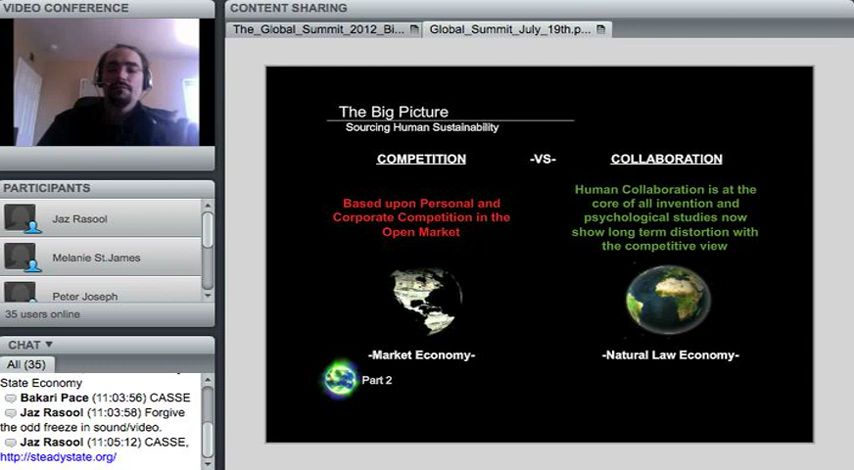 VIDEO CONFERENCE
CONTENT SHARING
The_Global_Summit_2012_Bi...
Global_Summit_July_19th.p...
The Big Picture
Sourcing Human Sustainability
COMPETITION -VS- COLLABORATION
Based upon Personal and
Corporate Competition in the
Open Market
Human Collaboration is at the
core of all invention and
psychological studies now
show long term distortion with
the competitive view
-Market Economy-
-Natural Law Economy-
Part 2
PARTICIPANTS
Jaz Rasool
Melanie St.James
Peter Joseph
35 users online
CHAT
All (35)
State Economy
Bakari Pace (11:03:56) CASSE
Jaz Rasool (11:03:58) Forgive
the odd freeze in sound/video.
Jaz Rasool (11:05:12) CASSE,
http://steadystate.org/